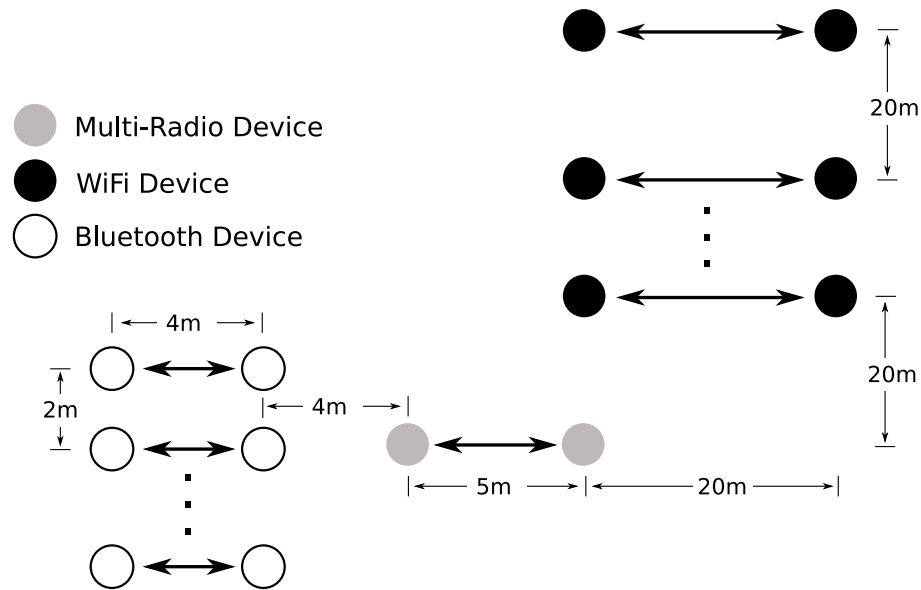 20m
Multi-Radio Device
WiFi Device
Bluetooth Device
4m
20m
2m
4m
5m
20m